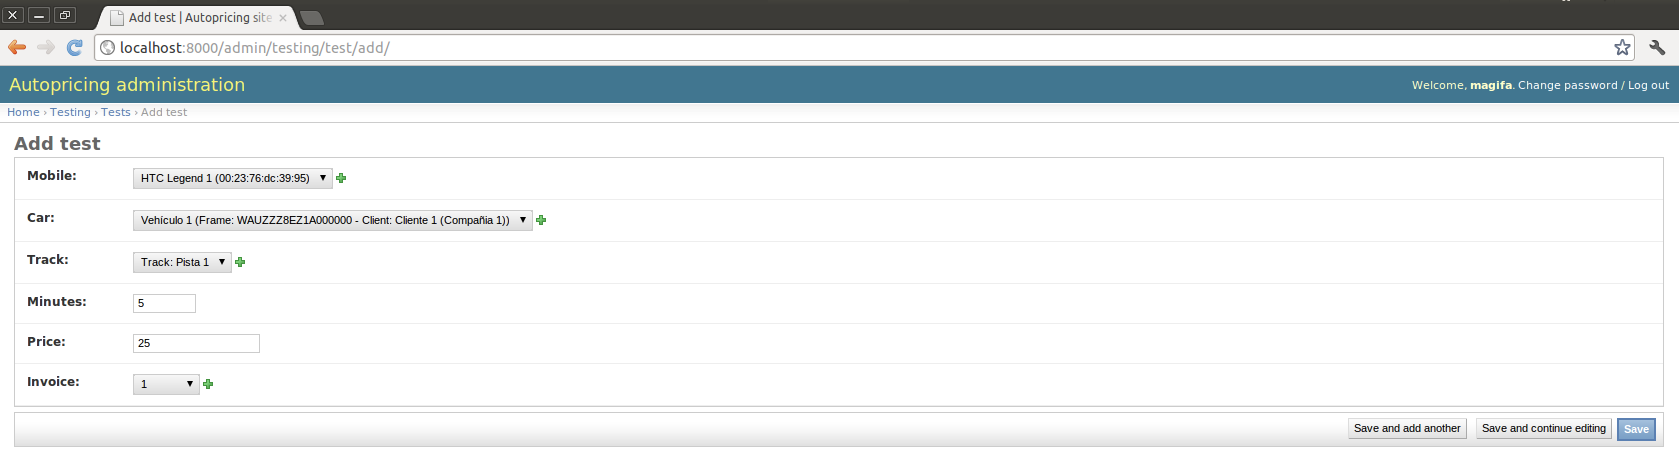 Add test | Autopricing site
localhost:8000/admin/testing/test/add/
Autopricing administration
Welcome, magifa. Change password / Log out
Home › Testing › Tests › Add test
Add test
Mobile: HTC Legend 1 (00:23:76:dc:39:95)
Car: Vehículo 1 (Frame: WAUZZZ8EZ1A000000 - Client: Cliente 1 (Compañia 1))
Track: Track: Pista 1
Minutes: 5
Price: 25
Invoice: 1
Save and add another Save and continue editing Save